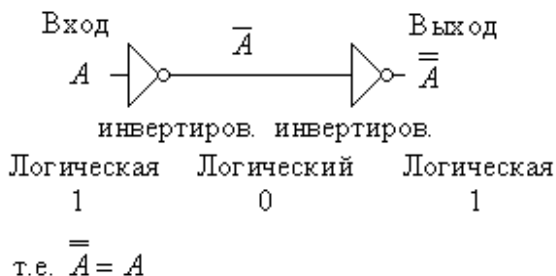 Вход Выход
A A̅ A̿
инвертиров. инвертиров.
Логическая Логический Логическая
1 0 1
т.е. A̿ = A